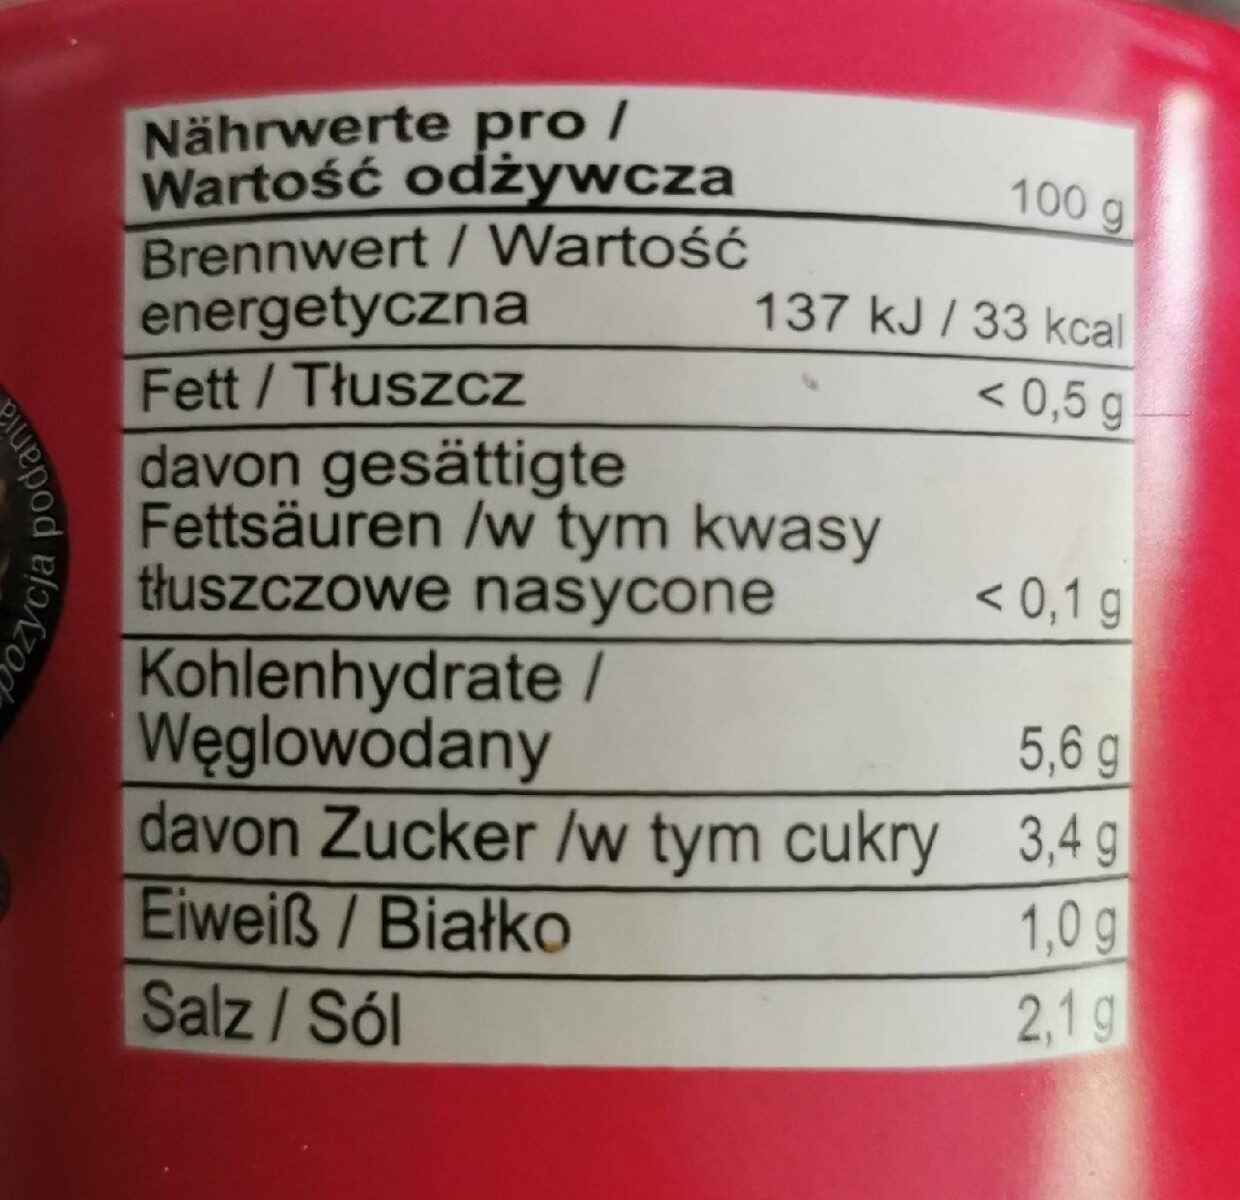 Nährwerte pro /
Wartość odżywcza 100 g
Brennwert / Wartość
energetyczna 137 kJ / 33 kcal
Fett / Tłuszcz < 0,5 g
davon gesättigte
Fettsäuren /w tym kwasy
tłuszczowe nasycone < 0,1 g
Kohlenhydrate /
Węglowodany 5,6 g
davon Zucker /w tym cukry 3,4 g
Eiweiß / Białko 1,0 g
Salz / Sól 2,1 g
podania